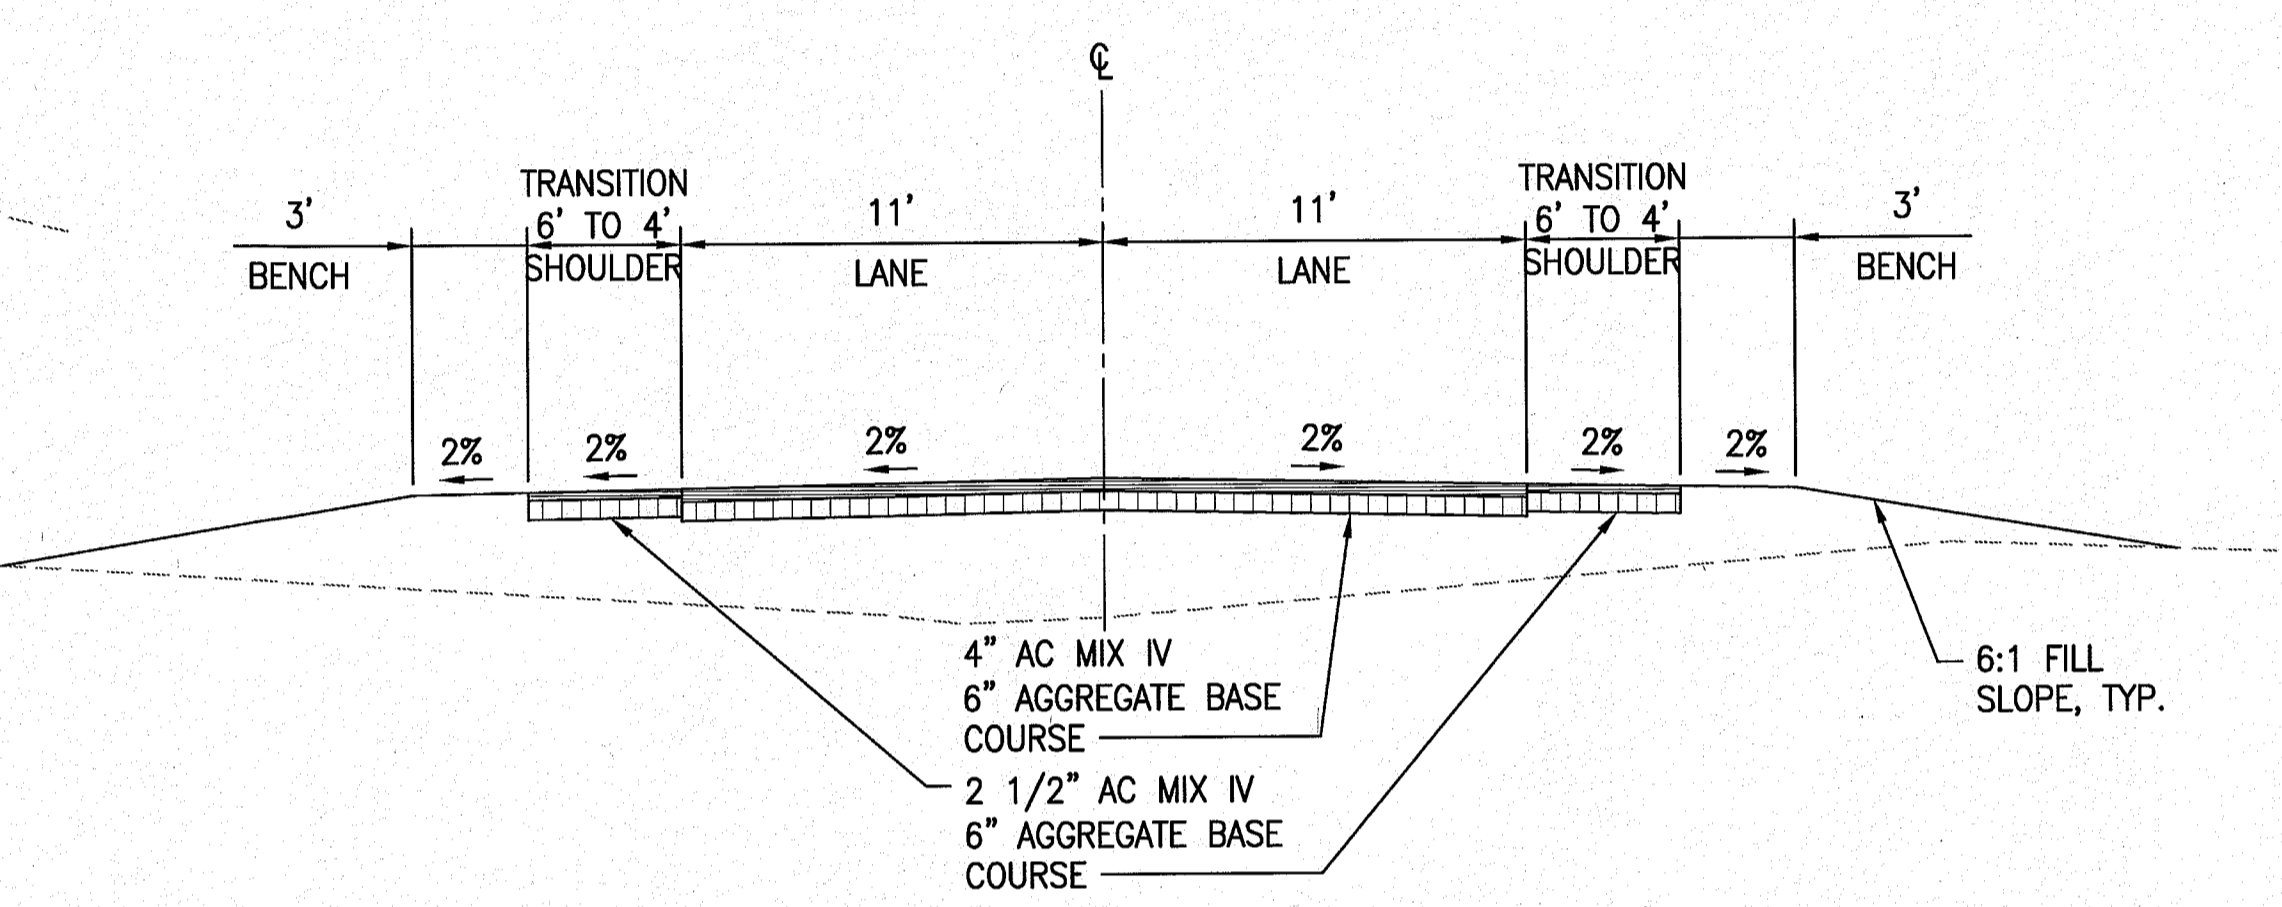 ℄
TRANSITION
6' TO 4'
SHOULDER
TRANSITION
6' TO 4'
SHOULDER
3'
BENCH
11'
LANE
11'
LANE
3'
BENCH
2%
2%
2%
2%
2%
2%
4" AC MIX IV
6" AGGREGATE BASE
COURSE
2 1/2" AC MIX IV
6" AGGREGATE BASE
COURSE
6:1 FILL
SLOPE, TYP.